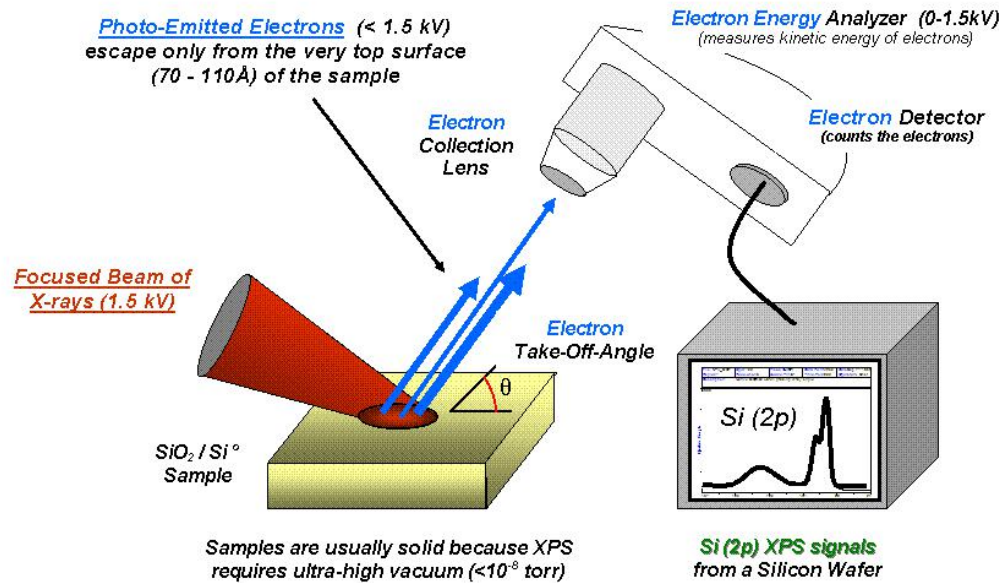 Photo-Emitted Electrons (< 1.5 kV)
escape only from the very top surface
(70 - 110Å) of the sample
Electron Energy Analyzer (0-1.5kV)
(measures kinetic energy of electrons)
Electron
Collection
Lens
Electron Detector
(counts the electrons)
Focused Beam of
X-rays (1.5 kV)
Electron
Take-Off-Angle
θ
SiO₂ / Si°
Sample
Si (2p)
Samples are usually solid because XPS
requires ultra-high vacuum (<10⁻⁸ torr)
Si (2p) XPS signals
from a Silicon Wafer